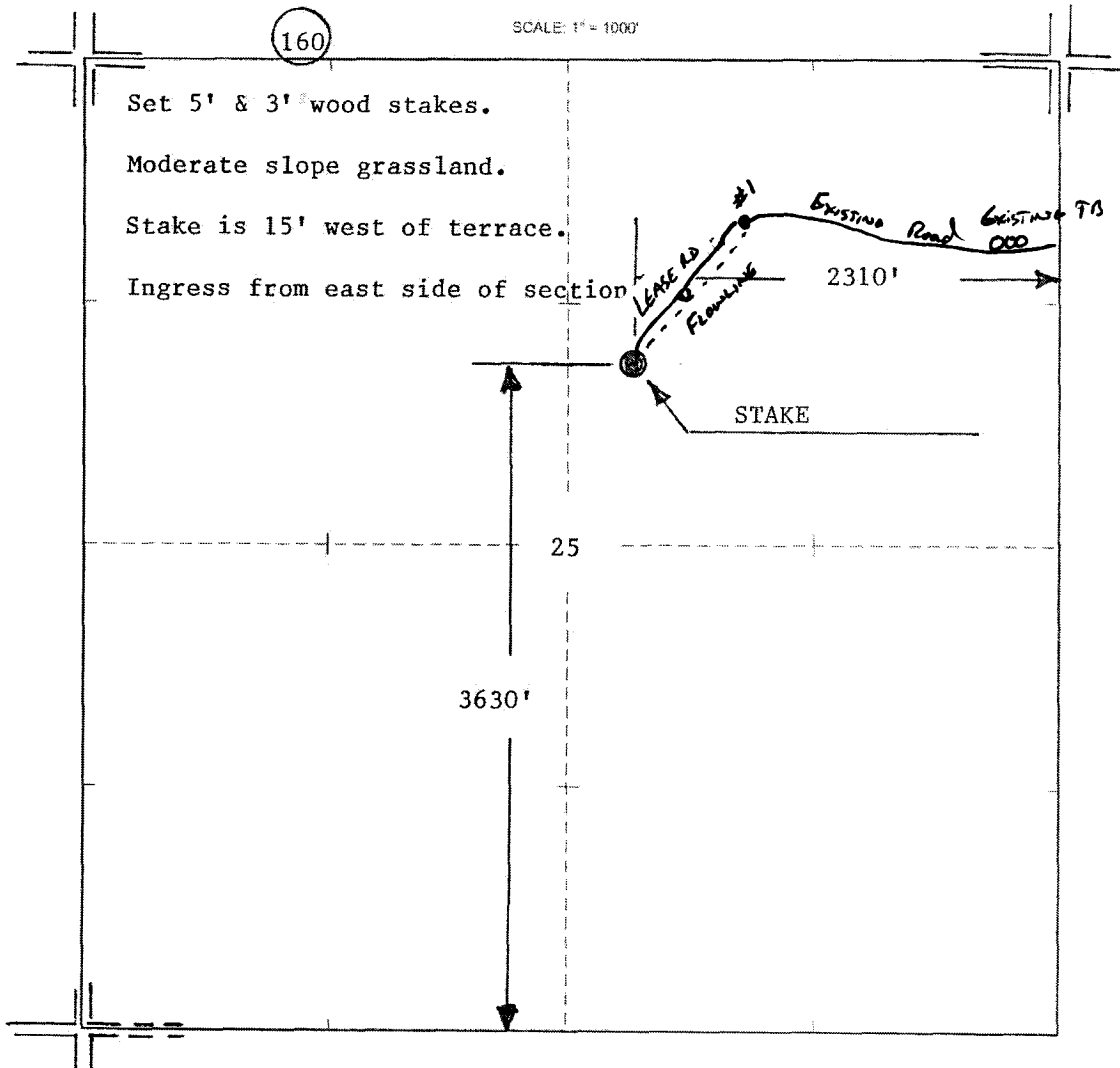 SCALE: 1" = 1000'
160
Set 5' & 3' wood stakes.
Moderate slope grassland.
Stake is 15' west of terrace.
Ingress from east side of section
#1
Existing Road Existing TB
LEASE RD
FLOWLINE
2310'
STAKE
25
3630'